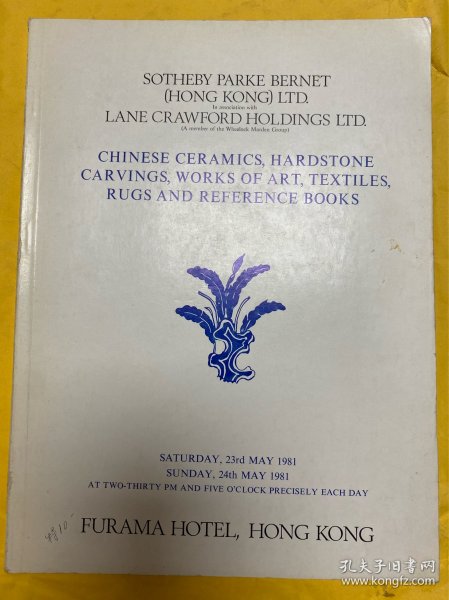 SOTHEBY PARKE BERNET
(HONG KONG) LTD.
In association with
LANE CRAWFORD HOLDINGS LTD.
(A member of the Wheelock Marden Group)
CHINESE CERAMICS, HARDSTONE
CARVINGS, WORKS OF ART, TEXTILES,
RUGS AND REFERENCE BOOKS
SATURDAY, 23rd MAY 1981
SUNDAY, 24th MAY 1981
AT TWO-THIRTY PM AND FIVE O'CLOCK PRECISELY EACH DAY
FURAMA HOTEL, HONG KONG
孔夫子旧书网
www.kongfz.com